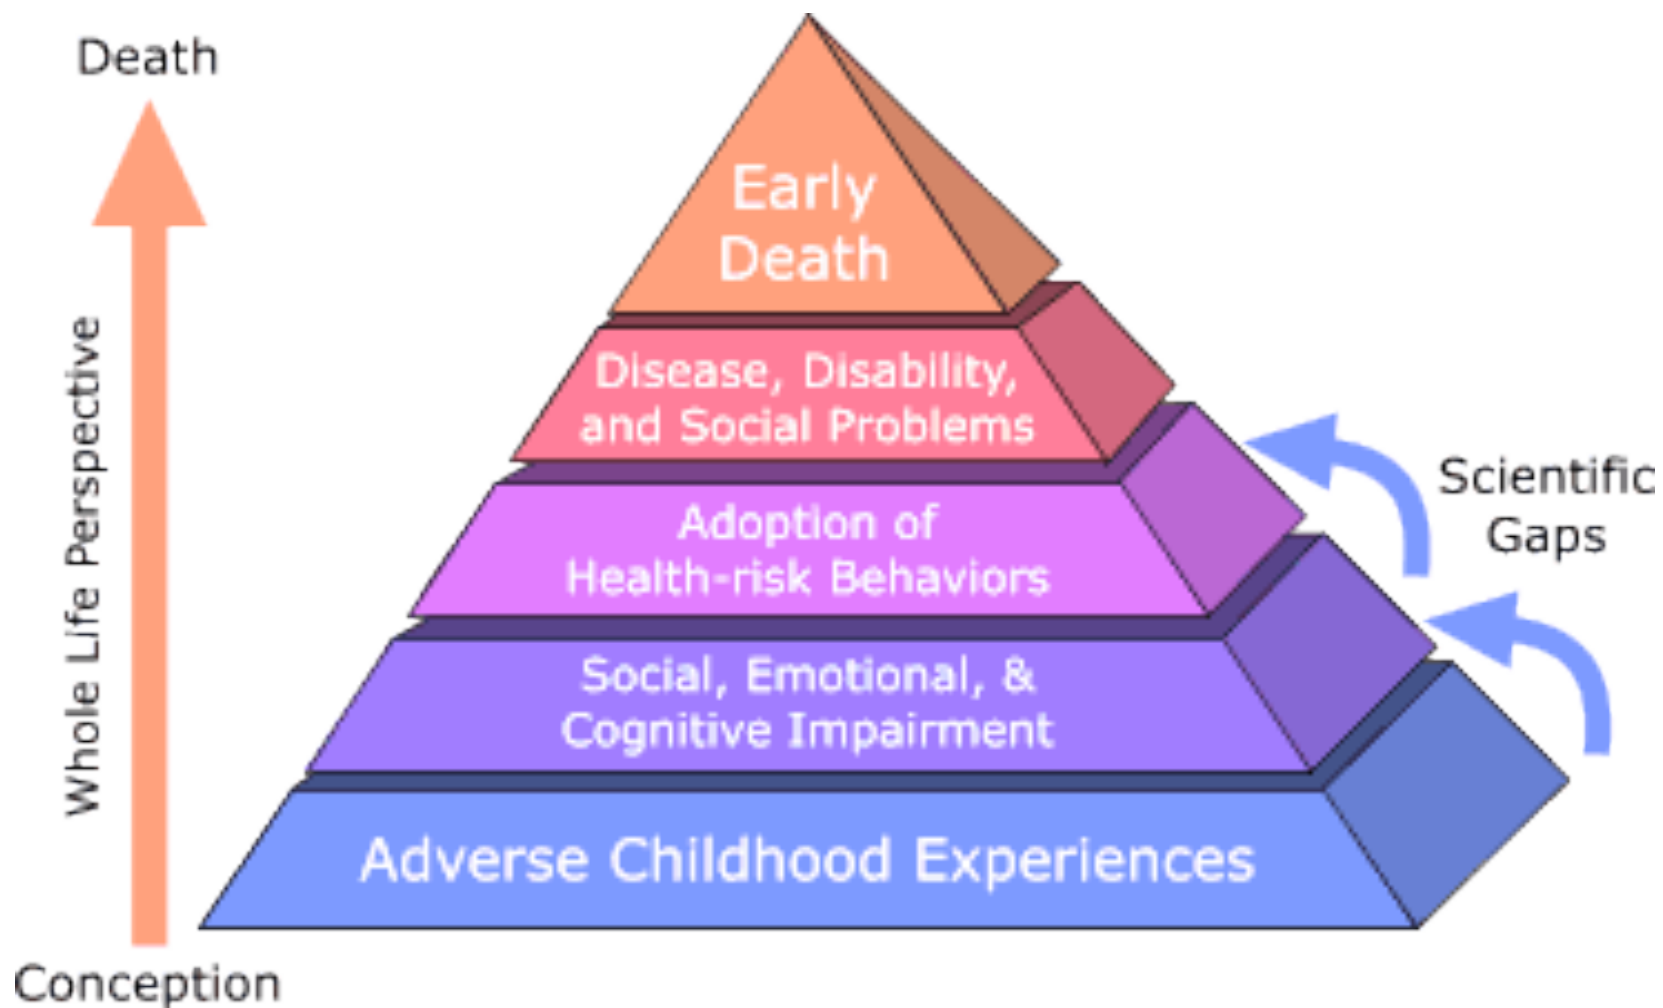 Death
Whole Life Perspective
Conception
Early
Death
Disease, Disability,
and Social Problems
Adoption of
Health-risk Behaviors
Social, Emotional, &
Cognitive Impairment
Adverse Childhood Experiences
Scientific
Gaps